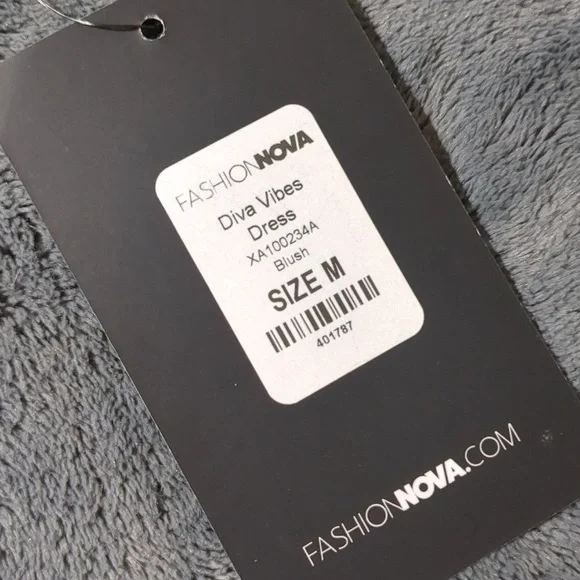 FASHIONNOVA
Diva Vibes
Dress
XA100234A
Blush
SIZE M
401787
FASHIONNOVA.COM